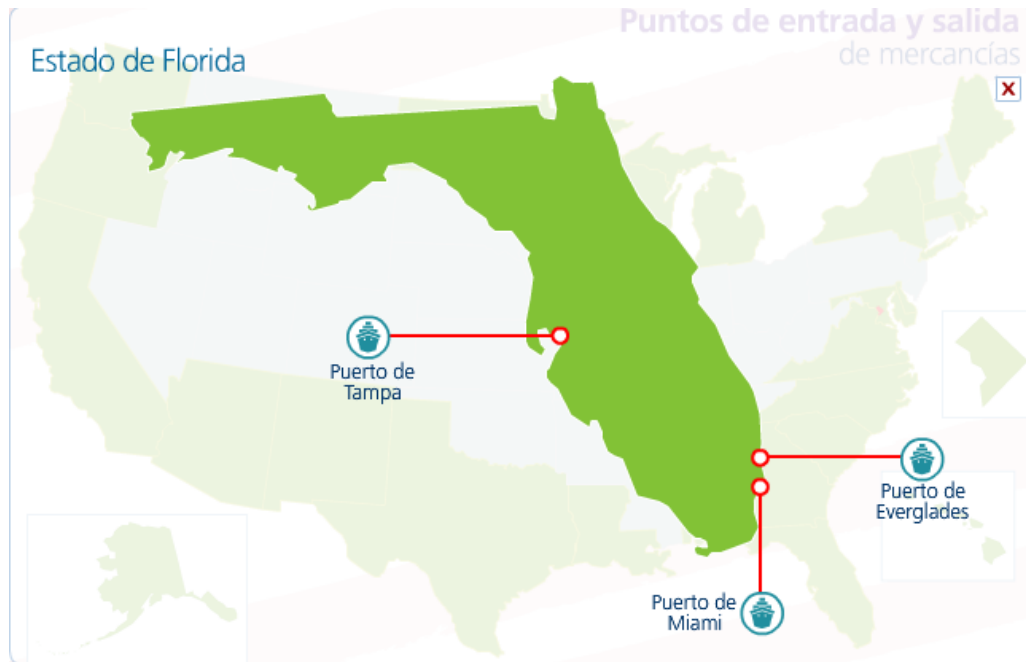 Puntos de entrada y salida
de mercancías
Estado de Florida
X
Puerto de
Tampa
Puerto de
Everglades
Puerto de
Miami